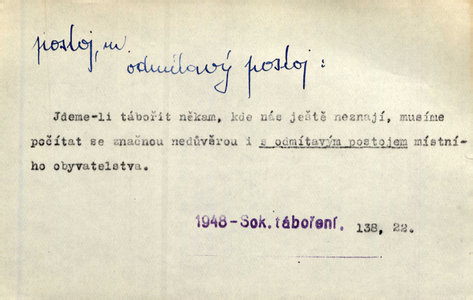 postoj, m.
odmítavý postoj:
Jdeme-li tábořit někam, kde nás ještě neznají, musíme
počítat se značnou nedůvěrou i s odmítavým postojem místní-
ho obyvatelstva.
1948-Sok.táboření. 138, 22.